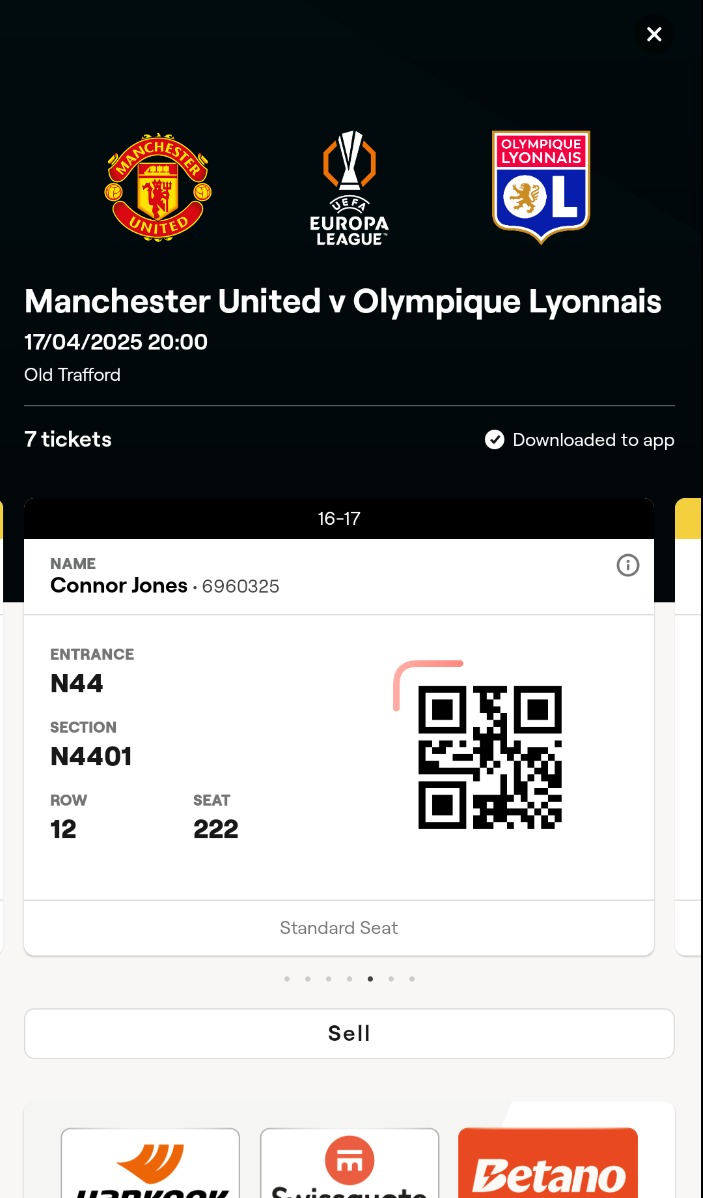 MANCHESTER
UNITED
UEFA
EUROPA
LEAGUE
OLYMPIQUE
LYONNAIS
OL
Manchester United v Olympique Lyonnais
17/04/2025 20:00
Old Trafford
7 tickets
Downloaded to app
16-17
NAME
Connor Jones · 6960325
ENTRANCE
N44
SECTION
N4401
ROW SEAT
12 222
Standard Seat
Sell
Swissquote
Betano